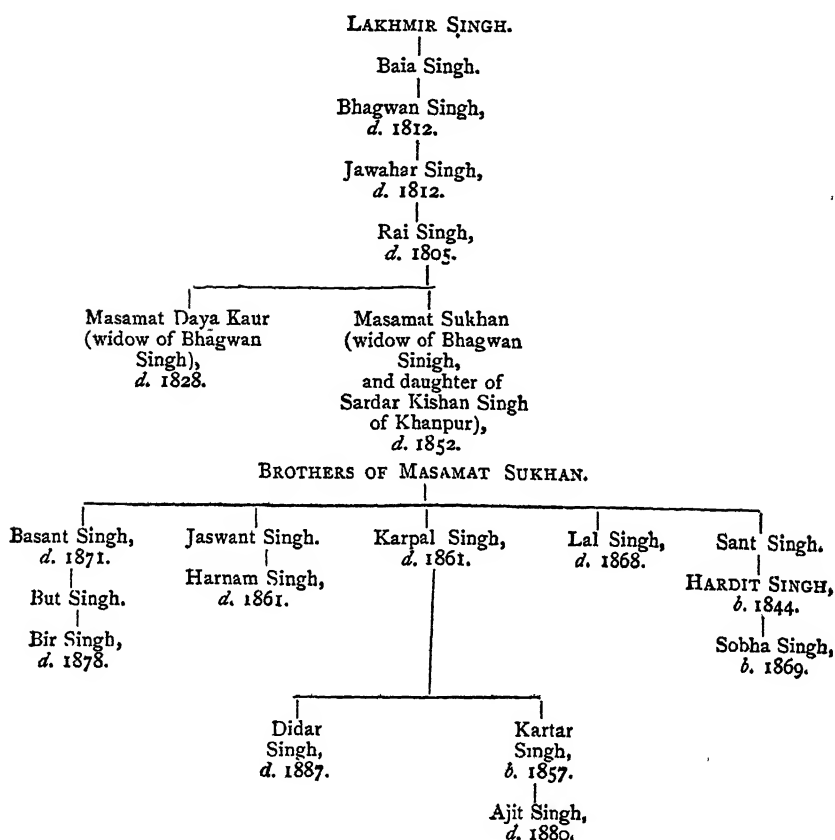 LAKHMIR SINGH.
Baia Singh.
Bhagwan Singh,
d. 1812.
Jawahar Singh,
d. 1812.
Rai Singh,
d. 1805.
Masamat Daya Kaur
(widow of Bhagwan
Singh),
d. 1828.
Masamat Sukhan
(widow of Bhagwan
Sinigh,
and daughter of
Sardar Kishan Singh
of Khanpur),
d. 1852.
BROTHERS OF MASAMAT SUKHAN.
Basant Singh,
d. 1871.
But Singh.
Bir Singh,
d. 1878.
Jaswant Singh.
Harnam Singh,
d. 1861.
Karpal Singh,
d. 1861.
Lal Singh,
d. 1868.
Sant Singh.
HARDIT SINGH,
b. 1844.
Sobha Singh,
b. 1869.
Didar
Singh,
d. 1887.
Kartar
Singh,
b. 1857.
Ajit Singh,
d. 1880.